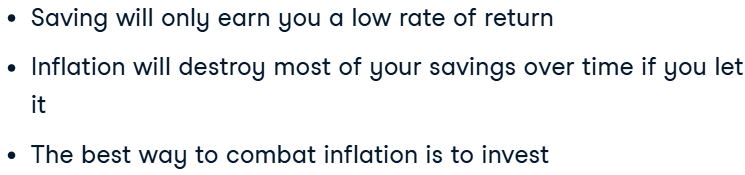 • Saving will only earn you a low rate of return
• Inflation will destroy most of your savings over time if you let
it
• The best way to combat inflation is to invest